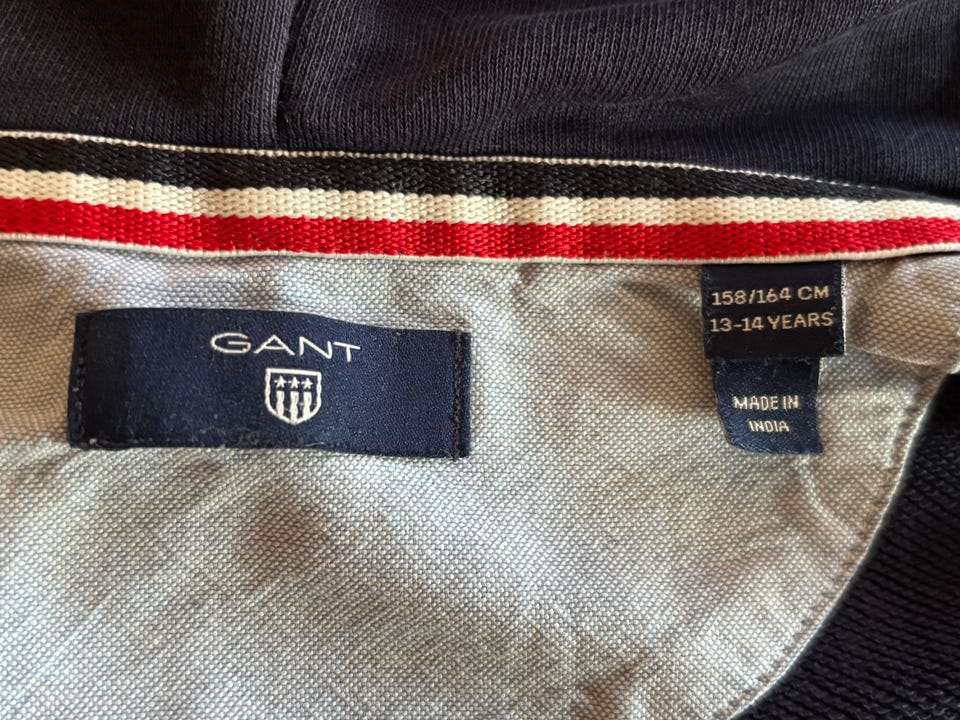 GANT
158/164 CM
13-14 YEARS
MADE IN
INDIA